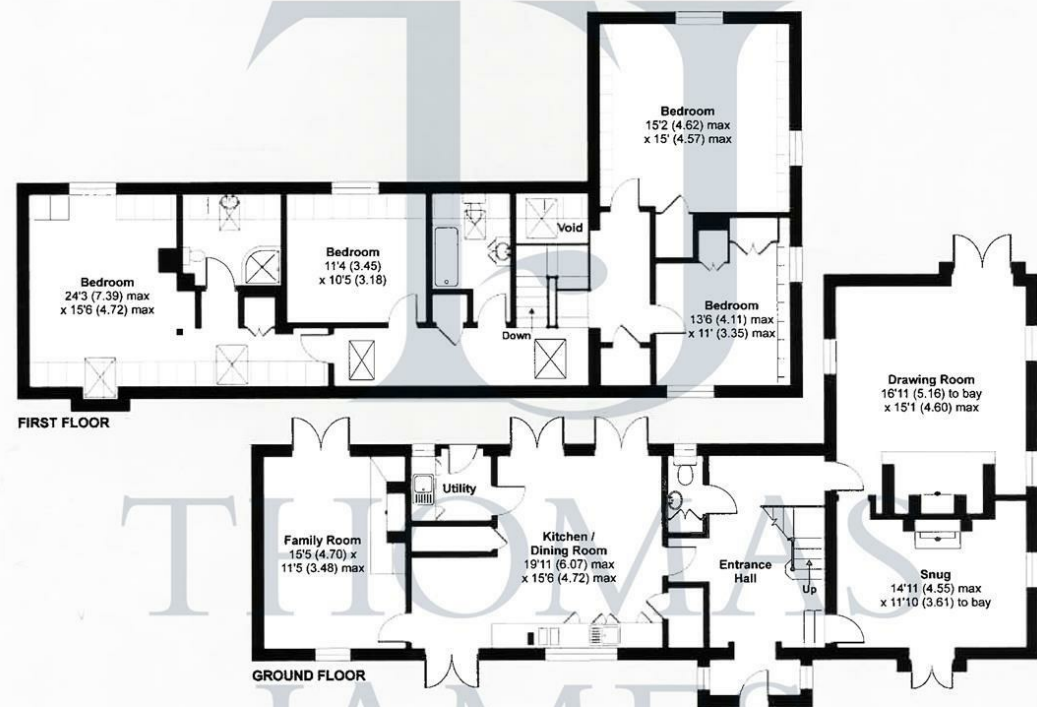 Bedroom
15'2 (4.62) max
x 15' (4.57) max
Void
Bedroom
24'3 (7.39) max
x 15'6 (4.72) max
Bedroom
11'4 (3.45)
x 10'5 (3.18)
Down
Bedroom
13'6 (4.11) max
x 11' (3.35) max
FIRST FLOOR
Drawing Room
16'11 (5.16) to bay
x 15'1 (4.60) max
Utility
Family Room
15'5 (4.70) x
11'5 (3.48) max
Kitchen /
Dining Room
19'11 (6.07) max
x 15'6 (4.72) max
Entrance
Hall
Up
Snug
14'11 (4.55) max
x 11'10 (3.61) to bay
GROUND FLOOR
TJ
THOMAS
JAMES